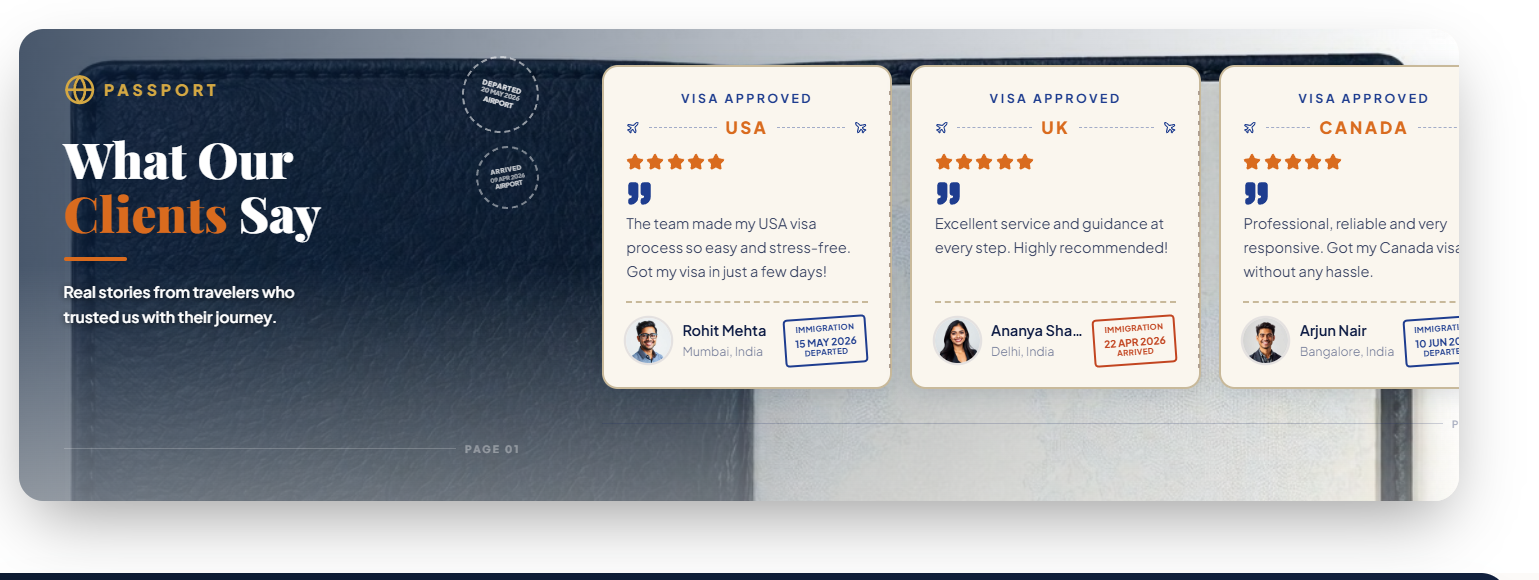 PASSPORT
What Our
Clients Say
Real stories from travelers who
trusted us with their journey.
PAGE 01
DEPARTED
20 MAY 2026
AIRPORT
ARRIVED
09 APR 2026
AIRPORT
VISA APPROVED
USA
The team made my USA visa
process so easy and stress-free.
Got my visa in just a few days!
Rohit Mehta
Mumbai, India
IMMIGRATION
15 MAY 2026
DEPARTED
VISA APPROVED
UK
Excellent service and guidance at
every step. Highly recommended!
Ananya Sha...
Delhi, India
IMMIGRATION
22 APR 2026
ARRIVED
VISA APPROVED
CANADA
Professional, reliable and very
responsive. Got my Canada visa
without any hassle.
Arjun Nair
Bangalore, India
10 JUN